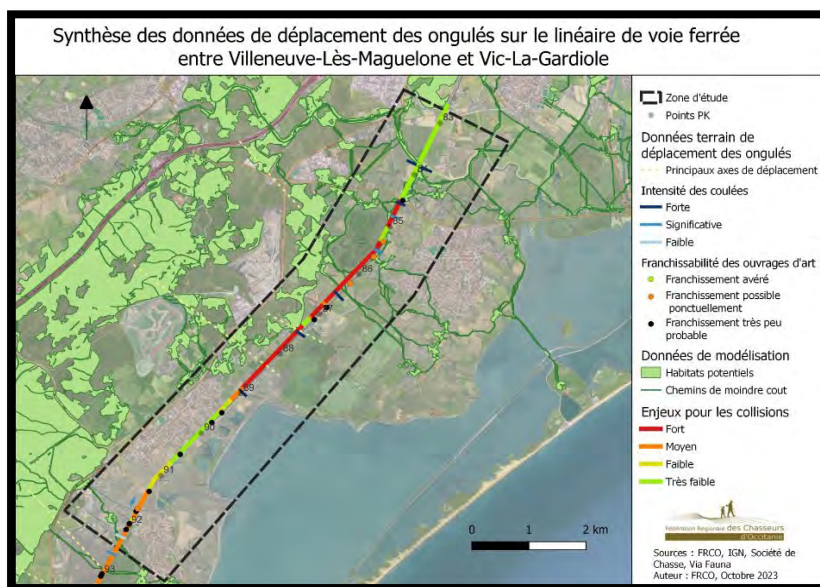 Synthèse des données de déplacement des ongulés sur le linéaire de voie ferrée
entre Villeneuve-Lès-Maguelone et Vic-La-Gardiole
Zone d'étude
Points PK
Données terrain de
déplacement des ongulés
Principaux axes de déplacement
Intensité des coulées
Forte
Significative
Faible
Franchissabilité des ouvrages d'art
Franchissement avéré
Franchissement possible
ponctuellement
Franchissement très peu
probable
Données de modélisation
Habitats potentiels
Chemins de moindre cout
Enjeux pour les collisions
Fort
Moyen
Faible
Très faible
Fédération Régionale des Chasseurs
d'Occitanie
Sources : FRCO, IGN, Société de
Chasse, Via Fauna
Auteur : FRCO, Octobre 2023
83
85
86
88
89
90
91
92
93
0 1 2 km